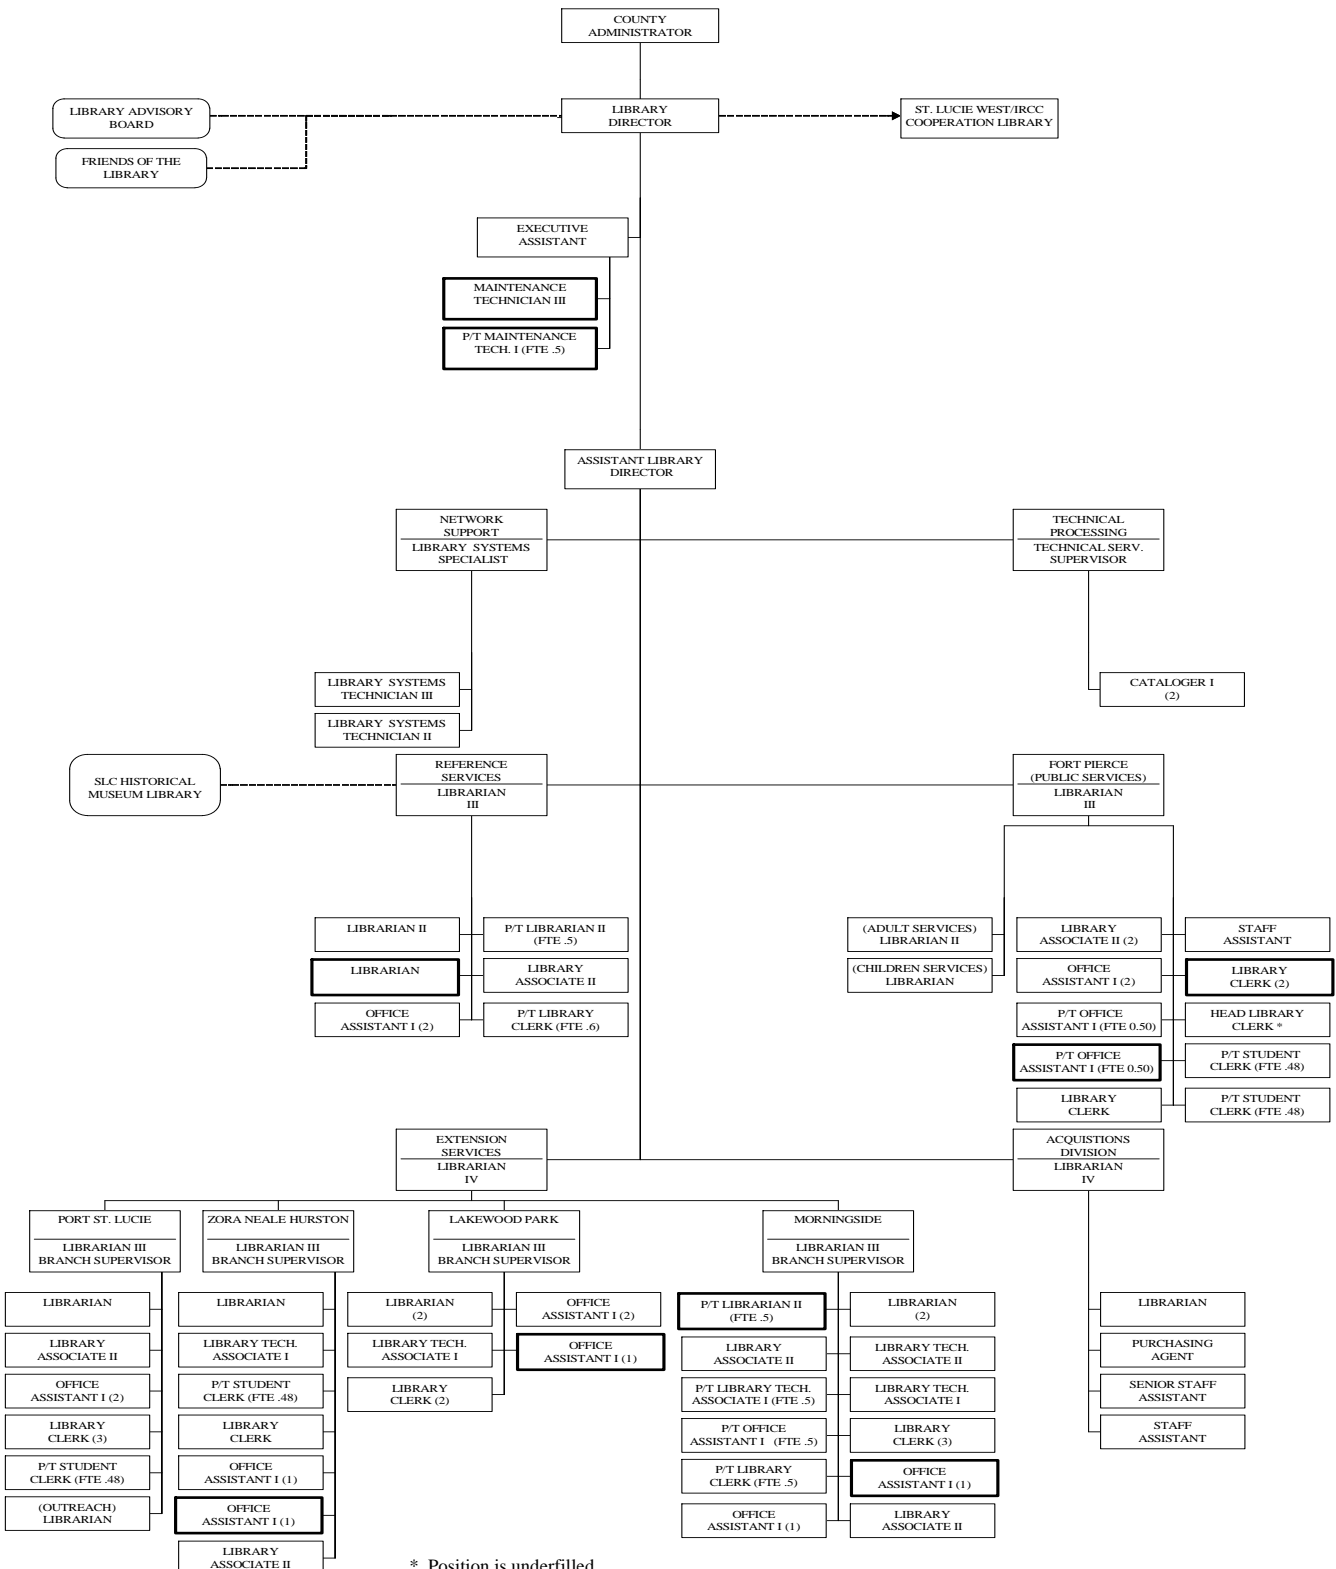 COUNTY
ADMINISTRATOR
LIBRARY ADVISORY
BOARD
LIBRARY
DIRECTOR
ST. LUCIE WEST/IRCC
COOPERATION LIBRARY
FRIENDS OF THE
LIBRARY
EXECUTIVE
ASSISTANT
MAINTENANCE
TECHNICIAN III
P/T MAINTENANCE
TECH. I (FTE .5)
ASSISTANT LIBRARY
DIRECTOR
NETWORK
SUPPORT
LIBRARY SYSTEMS
SPECIALIST
TECHNICAL
PROCESSING
TECHNICAL SERV.
SUPERVISOR
LIBRARY SYSTEMS
TECHNICIAN III
LIBRARY SYSTEMS
TECHNICIAN II
CATALOGER I
(2)
SLC HISTORICAL
MUSEUM LIBRARY
REFERENCE
SERVICES
LIBRARIAN
III
FORT PIERCE
(PUBLIC SERVICES)
LIBRARIAN
III
LIBRARIAN II
P/T LIBRARIAN II
(FTE .5)
LIBRARIAN
LIBRARY
ASSOCIATE II
OFFICE
ASSISTANT I (2)
P/T LIBRARY
CLERK (FTE .6)
(ADULT SERVICES)
LIBRARIAN II
(CHILDREN SERVICES)
LIBRARIAN
LIBRARY
ASSOCIATE II (2)
STAFF
ASSISTANT
OFFICE
ASSISTANT I (2)
LIBRARY
CLERK (2)
P/T OFFICE
ASSISTANT I (FTE 0.50)
HEAD LIBRARY
CLERK *
P/T OFFICE
ASSISTANT I (FTE 0.50)
P/T STUDENT
CLERK (FTE .48)
LIBRARY
CLERK
P/T STUDENT
CLERK (FTE .48)
EXTENSION
SERVICES
LIBRARIAN
IV
ACQUISTIONS
DIVISION
LIBRARIAN
IV
PORT ST. LUCIE
LIBRARIAN III
BRANCH SUPERVISOR
ZORA NEALE HURSTON
LIBRARIAN III
BRANCH SUPERVISOR
LAKEWOOD PARK
LIBRARIAN III
BRANCH SUPERVISOR
MORNINGSIDE
LIBRARIAN III
BRANCH SUPERVISOR
LIBRARIAN
LIBRARY
ASSOCIATE II
OFFICE
ASSISTANT I (2)
LIBRARY
CLERK (3)
P/T STUDENT
CLERK (FTE .48)
(OUTREACH)
LIBRARIAN
LIBRARIAN
LIBRARY TECH.
ASSOCIATE I
P/T STUDENT
CLERK (FTE .48)
LIBRARY
CLERK
OFFICE
ASSISTANT I (1)
OFFICE
ASSISTANT I (1)
LIBRARY
ASSOCIATE II
LIBRARIAN
(2)
OFFICE
ASSISTANT I (2)
LIBRARY TECH.
ASSOCIATE I
OFFICE
ASSISTANT I (1)
LIBRARY
CLERK (2)
P/T LIBRARIAN II
(FTE .5)
LIBRARIAN
(2)
LIBRARY
ASSOCIATE II
LIBRARY TECH.
ASSOCIATE II
P/T LIBRARY TECH.
ASSOCIATE I (FTE .5)
LIBRARY TECH.
ASSOCIATE I
P/T OFFICE
ASSISTANT I (FTE .5)
LIBRARY
CLERK (3)
P/T LIBRARY
CLERK (FTE .5)
OFFICE
ASSISTANT I (1)
OFFICE
ASSISTANT I (1)
LIBRARY
ASSOCIATE II
LIBRARIAN
PURCHASING
AGENT
SENIOR STAFF
ASSISTANT
STAFF
ASSISTANT
* Position is underfilled